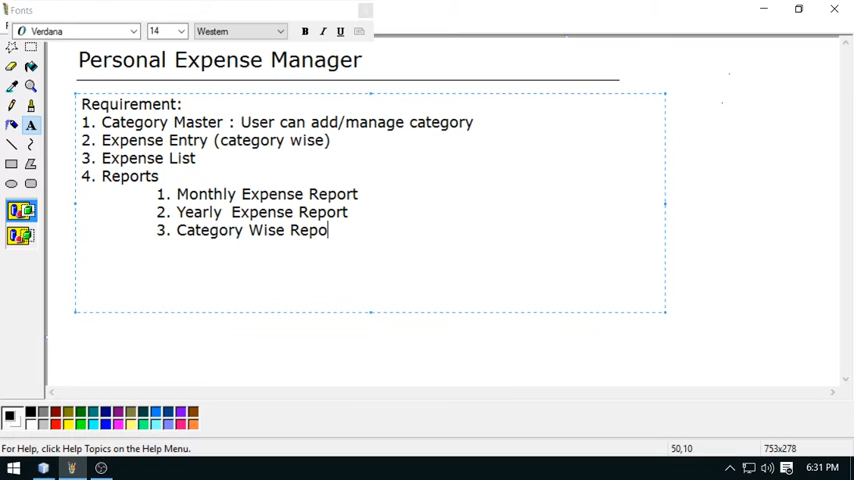 Fonts
Verdana 14 Western B I U
Personal Expense Manager
Requirement:
1. Category Master : User can add/manage category
2. Expense Entry (category wise)
3. Expense List
4. Reports
1. Monthly Expense Report
2. Yearly  Expense Report
3. Category Wise Repo
For Help, click Help Topics on the Help Menu. 50,10 753x278
6:31 PM